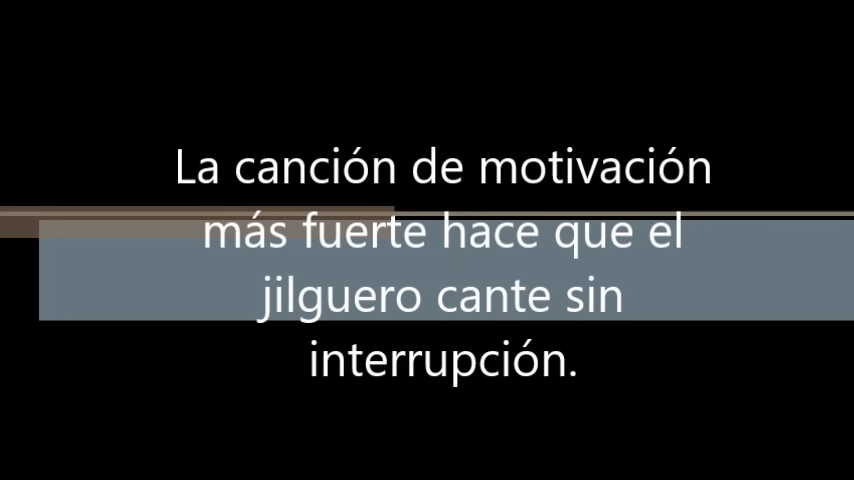 La canción de motivación
más fuerte hace que el
jilguero cante sin
interrupción.